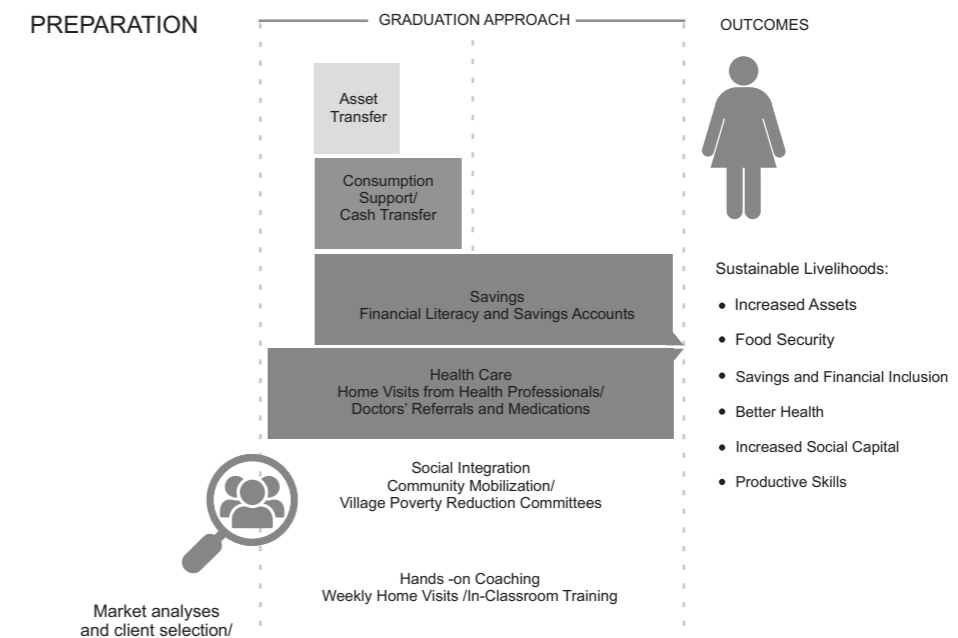 PREPARATION
GRADUATION APPROACH
OUTCOMES
Asset
Transfer
Consumption
Support/
Cash Transfer
Savings
Financial Literacy and Savings Accounts
Health Care
Home Visits from Health Professionals/
Doctors' Referrals and Medications
Social Integration
Community Mobilization/
Village Poverty Reduction Committees
Hands -on Coaching
Weekly Home Visits /In-Classroom Training
Market analyses
and client selection/
Sustainable Livelihoods:
• Increased Assets
• Food Security
• Savings and Financial Inclusion
• Better Health
• Increased Social Capital
• Productive Skills